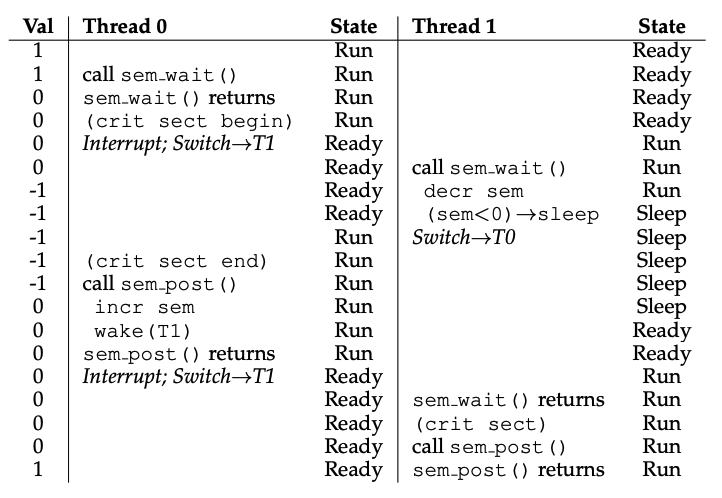 Val Thread 0 State Thread 1 State
1 Run Ready
1 call sem_wait() Run Ready
0 sem_wait() returns Run Ready
0 (crit sect begin) Run Ready
0 Interrupt; Switch→T1 Ready Run
0 Ready call sem_wait() Run
-1 Ready decr sem Run
-1 Ready (sem<0)→sleep Sleep
-1 Run Switch→T0 Sleep
-1 (crit sect end) Run Sleep
-1 call sem_post() Run Sleep
0 incr sem Run Sleep
0 wake(T1) Run Ready
0 sem_post() returns Run Ready
0 Interrupt; Switch→T1 Ready Run
0 Ready sem_wait() returns Run
0 Ready (crit sect) Run
0 Ready call sem_post() Run
1 Ready sem_post() returns Run